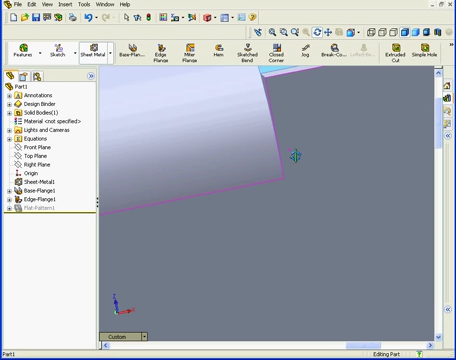 File Edit View Insert Tools Window Help
Features
Sketch
Sheet Metal
Base-Flan...
Edge Flange
Miter Flange
Hem
Sketched Bend
Closed Corner
Jog
Break-Co...
Extruded Cut
Simple Hole
Part1
Annotations
Design Binder
Solid Bodies(1)
Material <not specified>
Lights and Cameras
Equations
Front Plane
Top Plane
Right Plane
Origin
Sheet-Metal1
Base-Flange1
Edge-Flange1
Flat-Pattern1
Custom
Part1
Editing Part